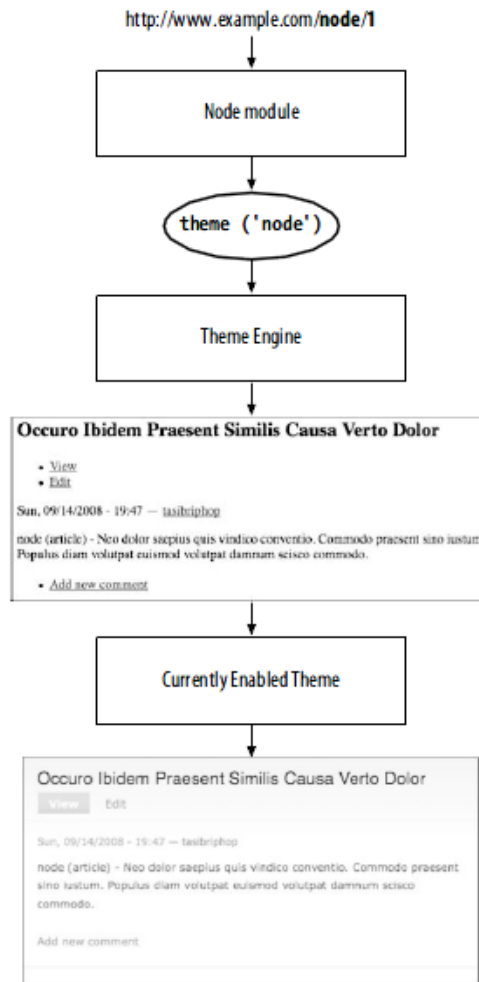 http://www.example.com/node/1
Node module
theme ('node')
Theme Engine
Occuro Ibidem Praesent Similis Causa Verto Dolor
• View
• Edit
Sun, 09/14/2008 - 19:47 — tasibriphop
node (article) - Neo dolor saepius quis vindico conventio. Commodo praesent sino iustum
Populus diam volutpat euismod volutpat damnum scisco commodo.
• Add new comment
Currently Enabled Theme
Occuro Ibidem Praesent Similis Causa Verto Dolor
View Edit
Sun, 09/14/2008 - 19:47 — tasibriphop
node (article) - Neo dolor saepius quis vindico conventio. Commodo praesent
sino iustum. Populus diam volutpat euismod volutpat damnum scisco
commodo.
Add new comment